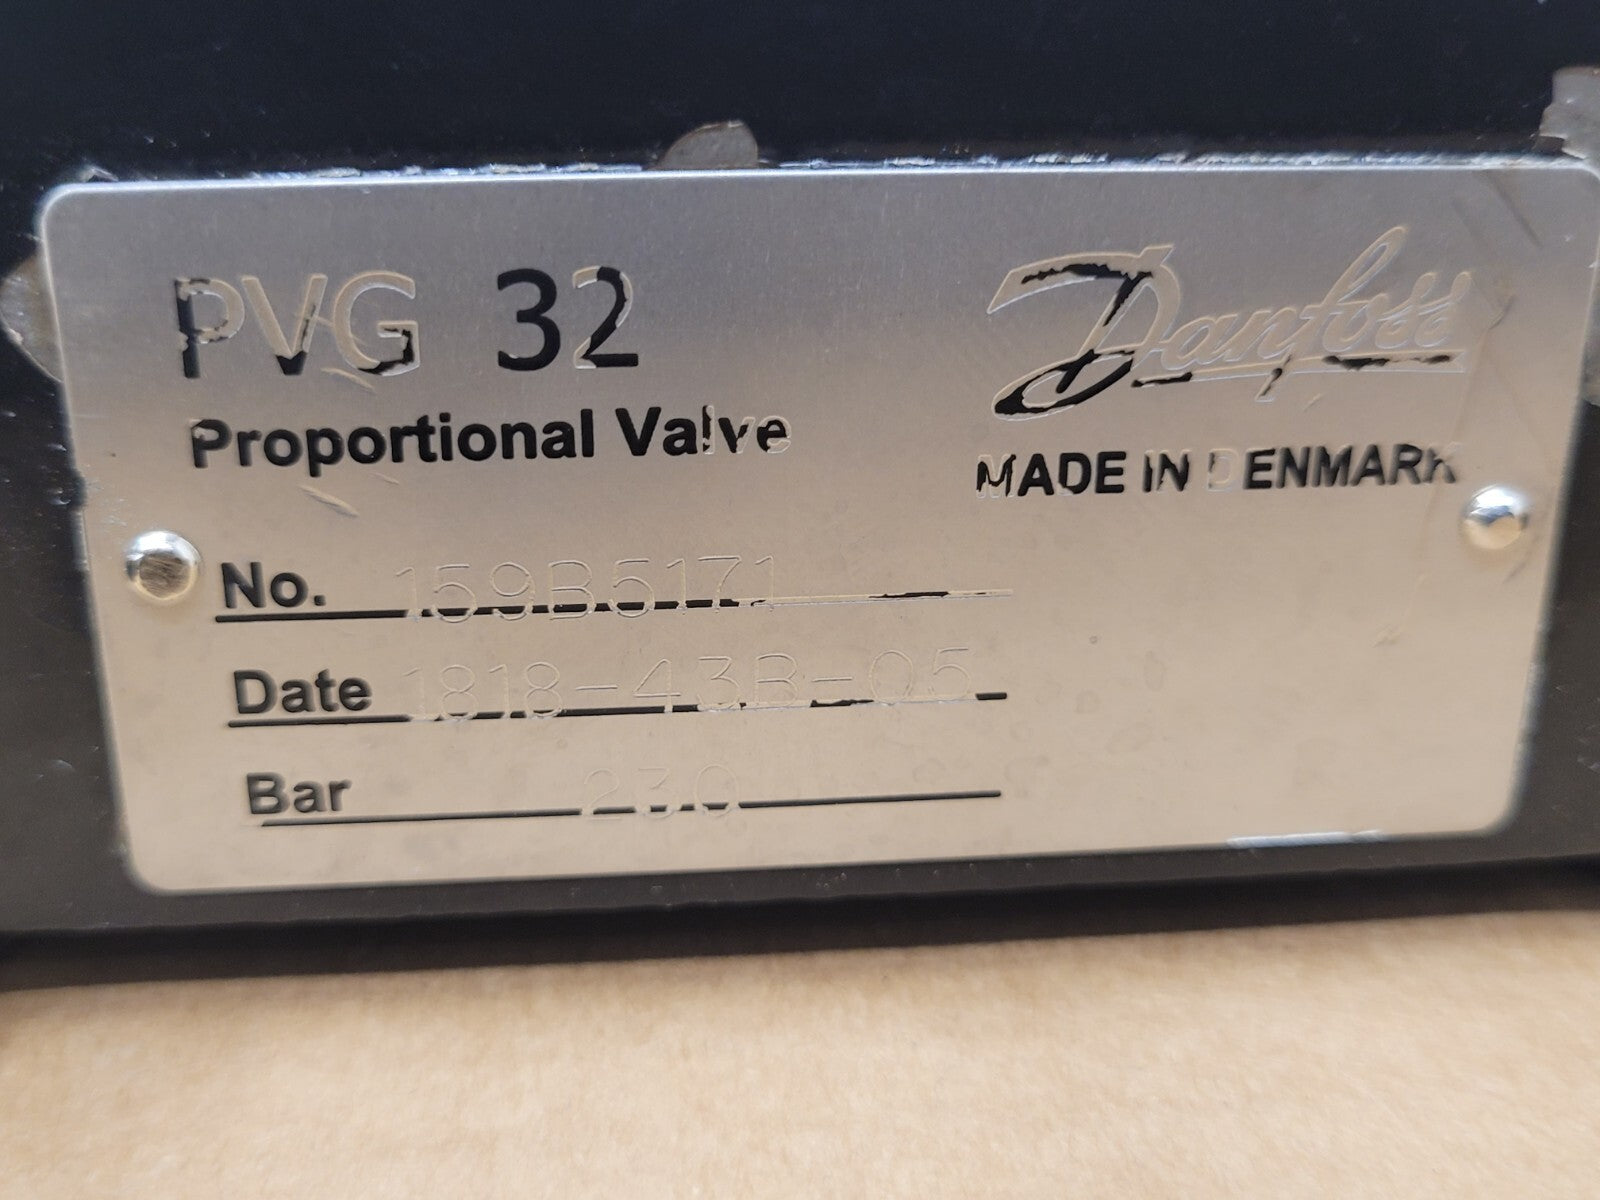 PVG 32
Danfoss
Proportional Valve
MADE IN DENMARK
No. 159B5171
Date 1818-43B-05
Bar 230